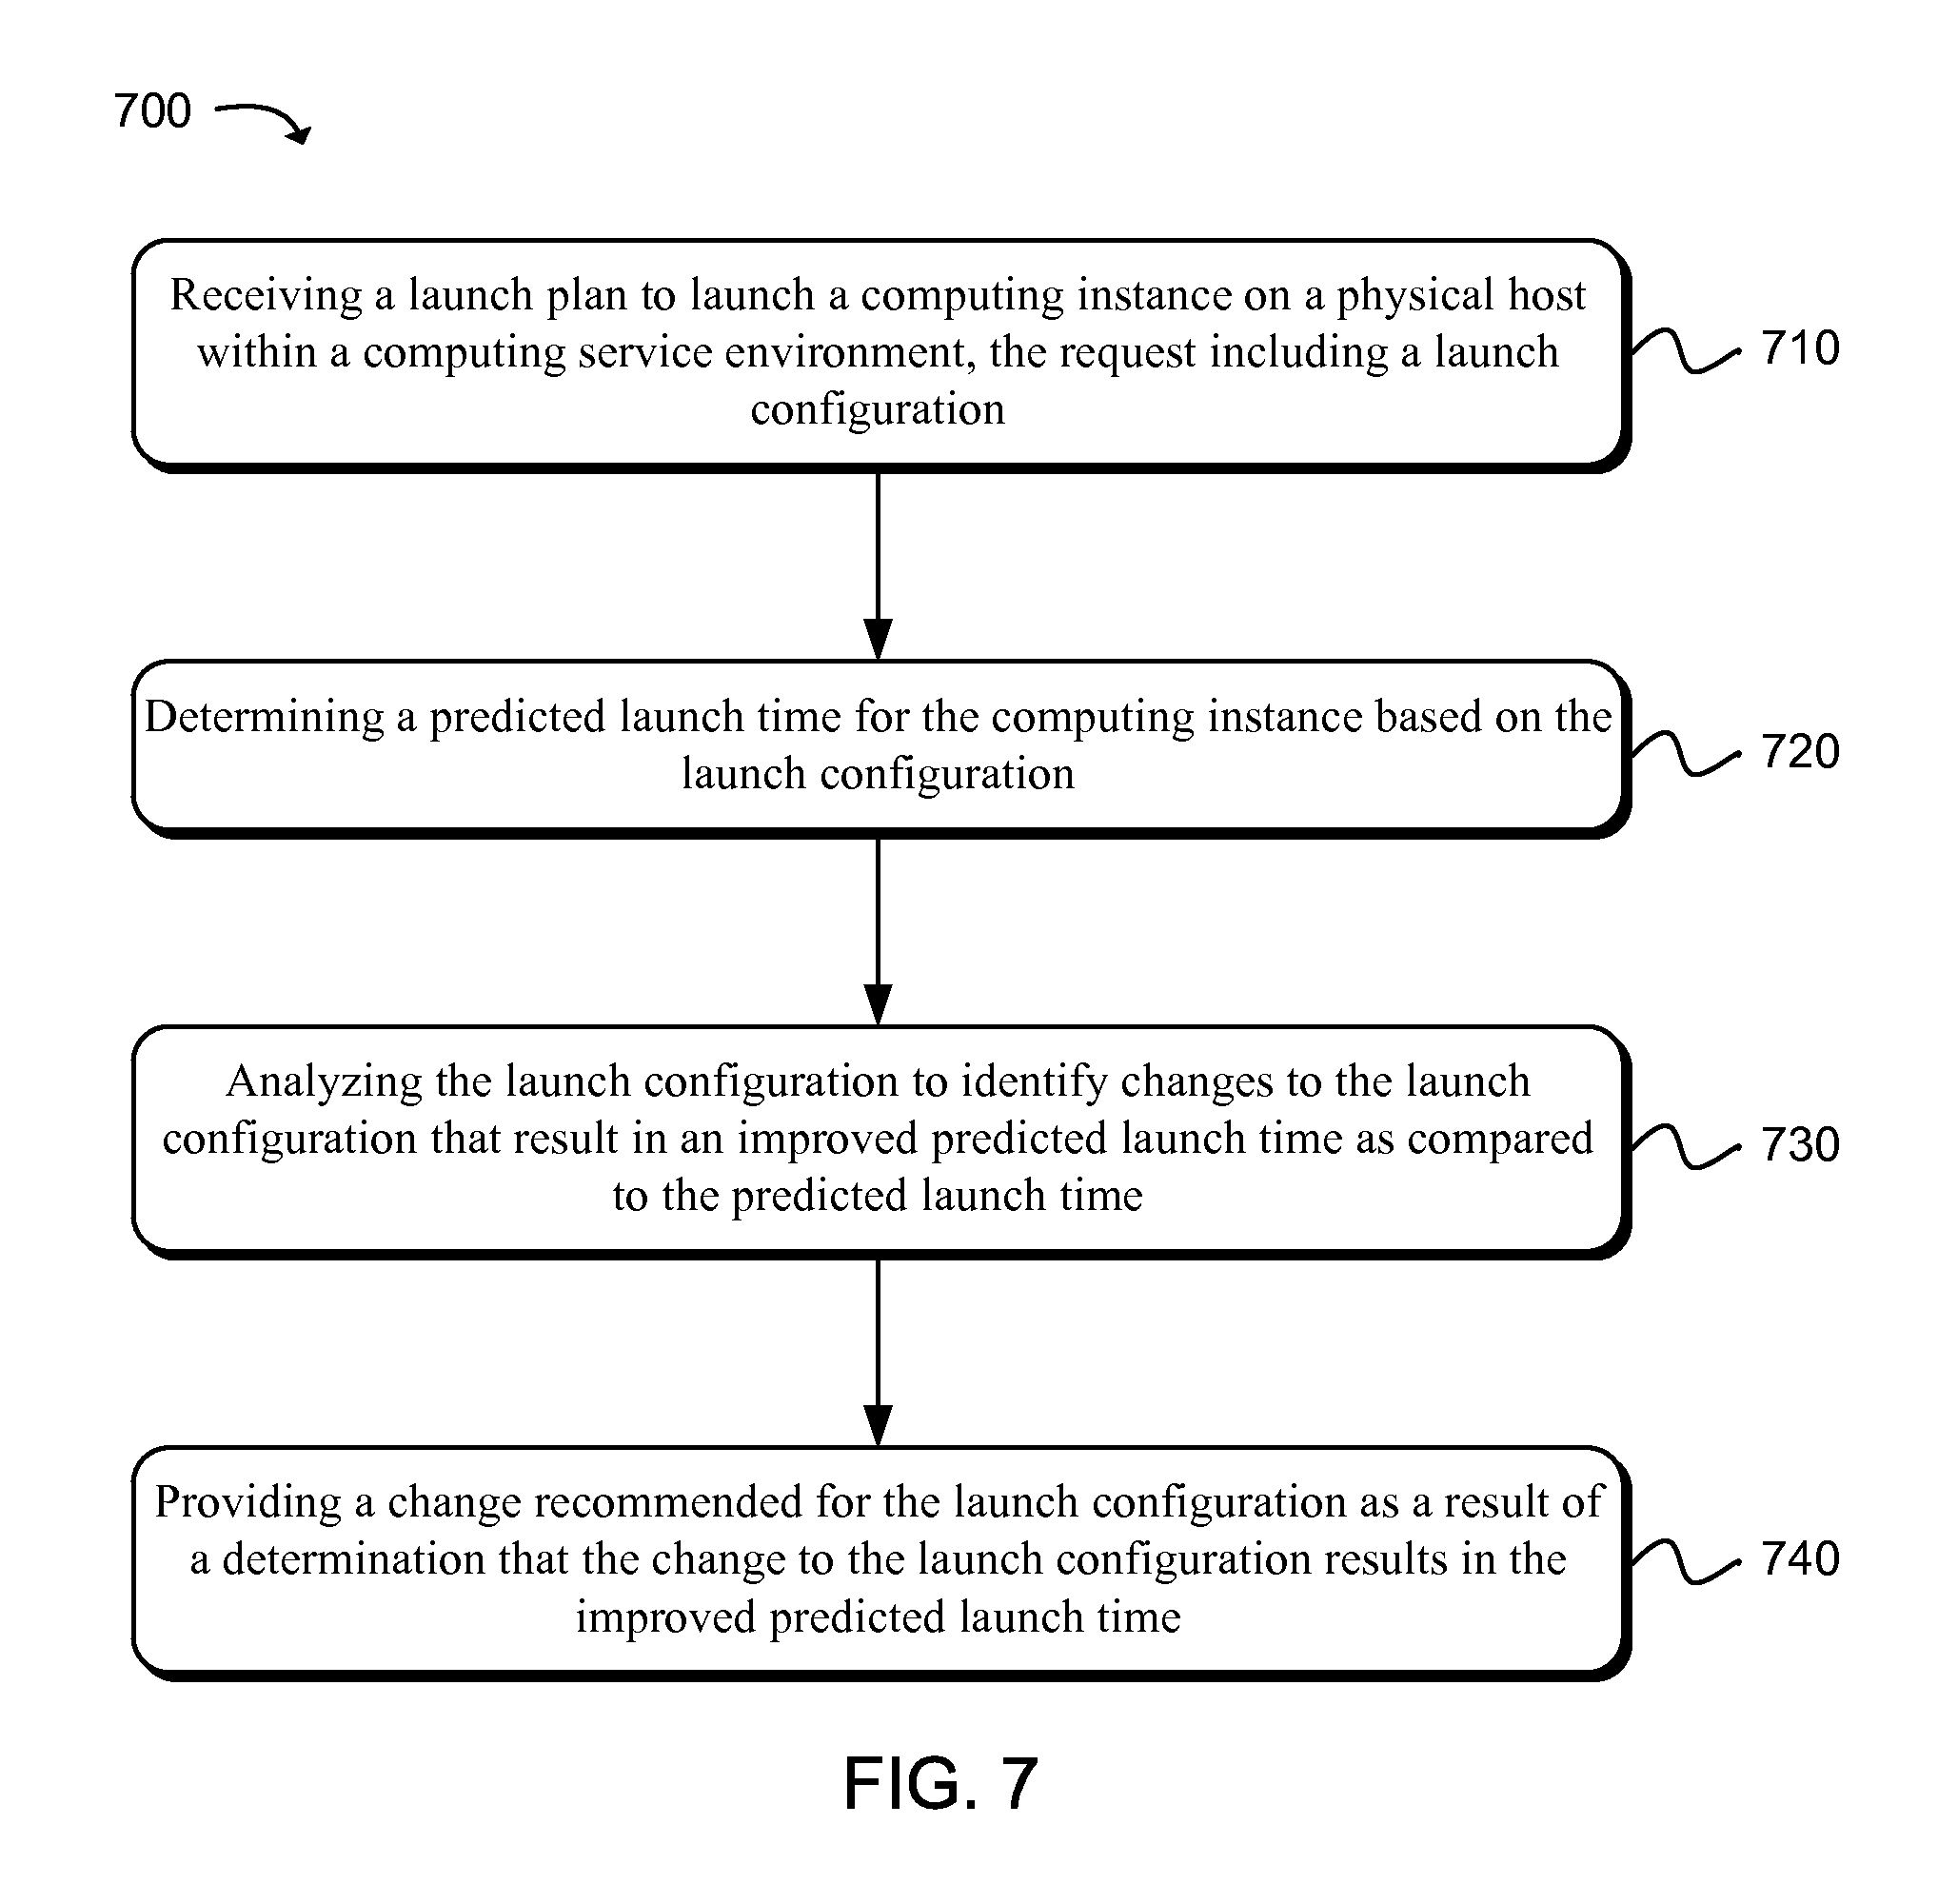 700
Receiving a launch plan to launch a computing instance on a physical host
within a computing service environment, the request including a launch
configuration
710
Determining a predicted launch time for the computing instance based on the
launch configuration
720
Analyzing the launch configuration to identify changes to the launch
configuration that result in an improved predicted launch time as compared
to the predicted launch time
730
Providing a change recommended for the launch configuration as a result of
a determination that the change to the launch configuration results in the
improved predicted launch time
740
FIG. 7